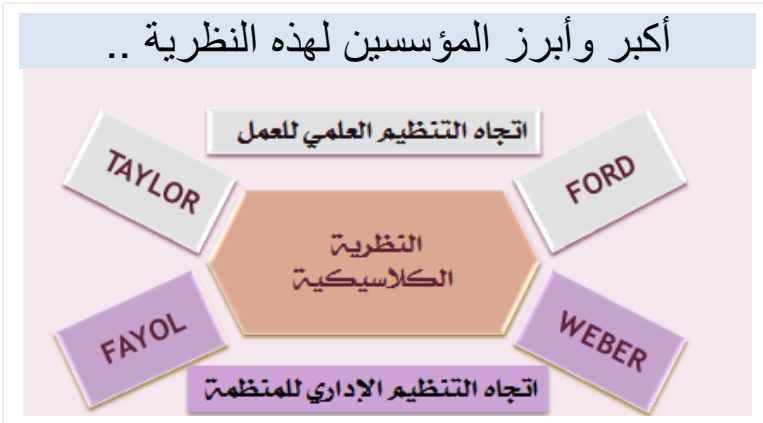 أكبر وأبرز المؤسسين لهذه النظرية ..
اتجاه التنظيم العلمي للعمل
TAYLOR
FORD
النظرية
الكلاسيكية
FAYOL
WEBER
اتجاه التنظيم الإداري للمنظمة